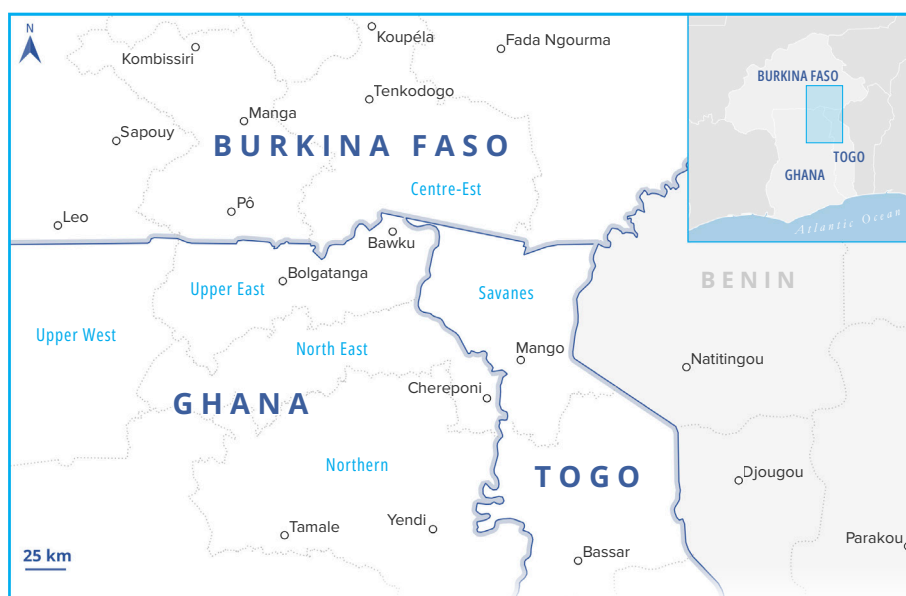 N
Koupéla
Fada Ngourma
Kombissiri
BURKINA FASO
Tenkodogo
Manga
Sapouy
BURKINA FASO
TOGO
GHANA
Centre-Est
Pô
Leo
Atlantic Ocean
Bawku
Bolgatanga
BENIN
Upper East
Savanes
Upper West
North East
Mango
Natitingou
Chereponi
GHANA
Northern
TOGO
Djougou
Tamale
Yendi
Parakou
25 km
Bassar